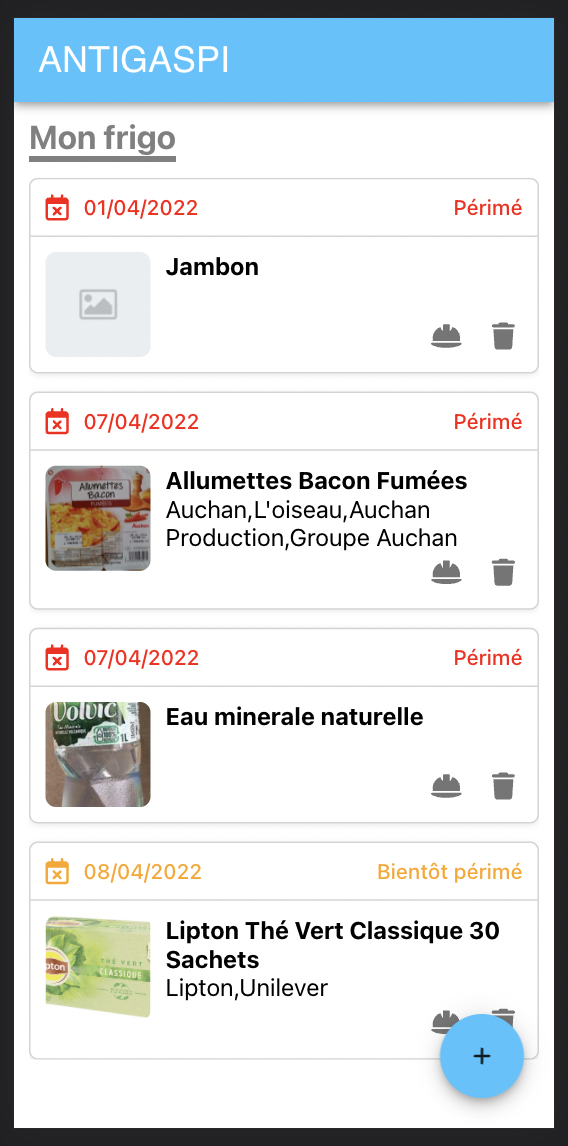 ANTIGASPI
Mon frigo
01/04/2022 Périmé
Jambon
07/04/2022 Périmé
Allumettes Bacon
FUMÉES
Auchan
Allumettes Bacon Fumées
Auchan,L'oiseau,Auchan
Production,Groupe Auchan
07/04/2022 Périmé
Volvic
Eau minerale naturelle
08/04/2022 Bientôt périmé
pton
THÉ VERT
CLASSIQUE
Lipton Thé Vert Classique 30
Sachets
Lipton,Unilever
+